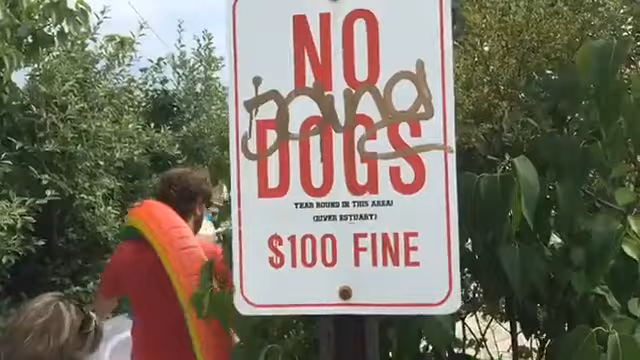 NO
DOGS
YEAR ROUND IN THIS AREA!
(RIVER ESTUARY)
$100 FINE